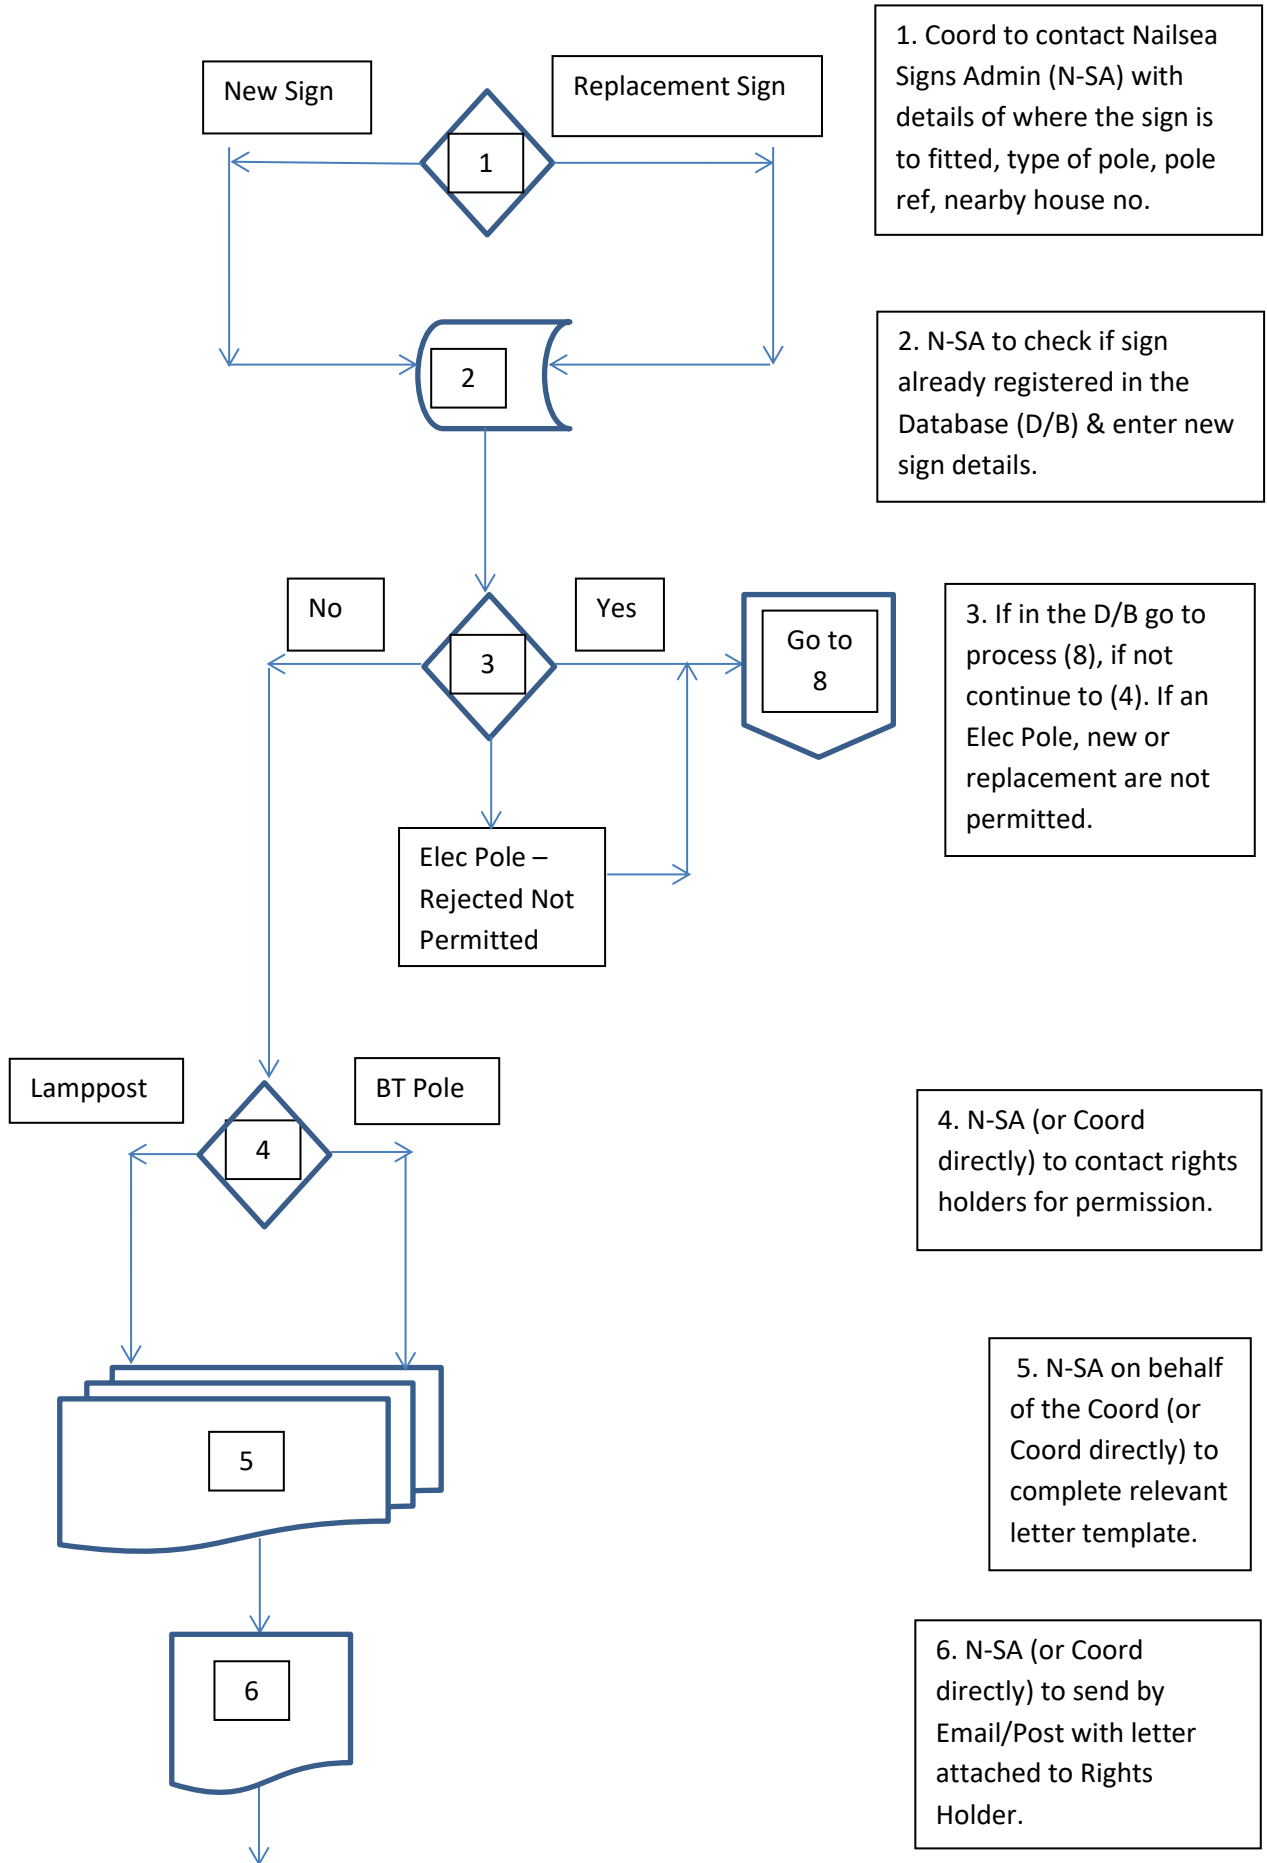 New Sign
Replacement Sign
1
1. Coord to contact Nailsea
Signs Admin (N-SA) with
details of where the sign is
to fitted, type of pole, pole
ref, nearby house no.
2
2. N-SA to check if sign
already registered in the
Database (D/B) & enter new
sign details.
No
Yes
3
Go to
8
3. If in the D/B go to
process (8), if not
continue to (4). If an
Elec Pole, new or
replacement are not
permitted.
Elec Pole –
Rejected Not
Permitted
Lamppost
BT Pole
4
4. N-SA (or Coord
directly) to contact rights
holders for permission.
5
5. N-SA on behalf
of the Coord (or
Coord directly) to
complete relevant
letter template.
6
6. N-SA (or Coord
directly) to send by
Email/Post with letter
attached to Rights
Holder.